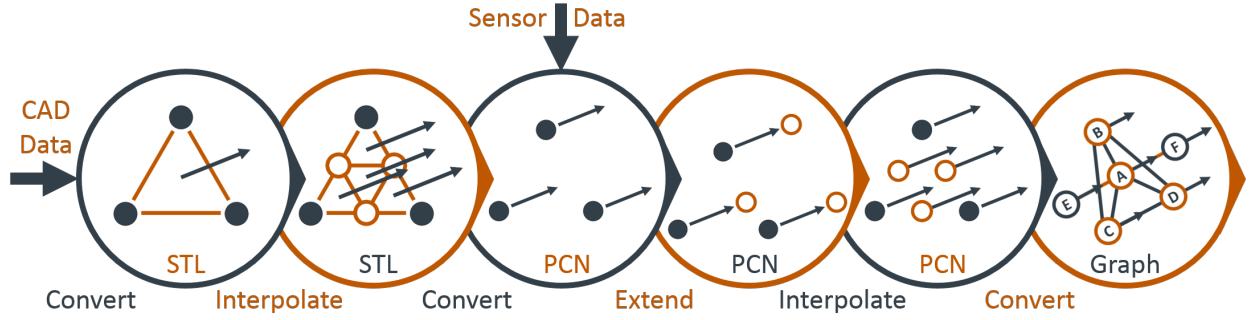 Sensor Data
CAD
Data
B
F
A
E
D
C
STL
STL
PCN
PCN
PCN
Graph
Convert
Interpolate
Convert
Extend
Interpolate
Convert